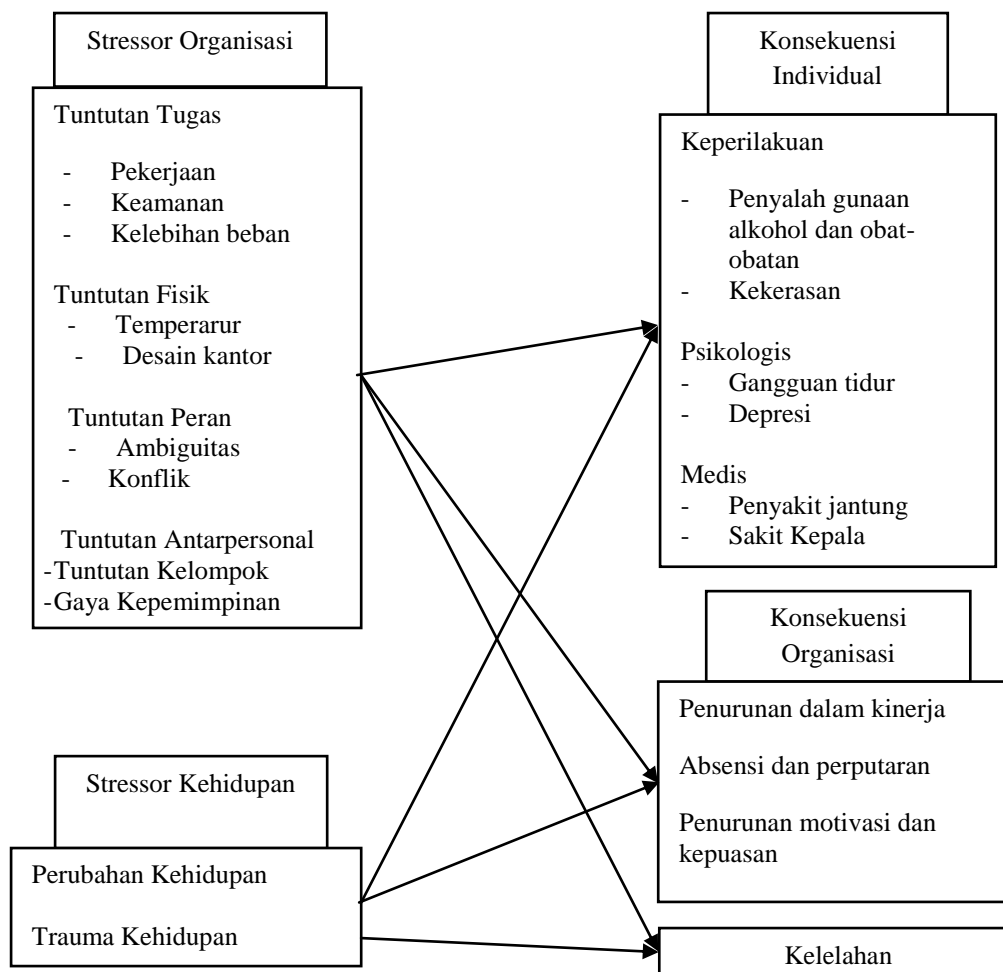 Stressor Organisasi
Tuntutan Tugas
- Pekerjaan
- Keamanan
- Kelebihan beban
Tuntutan Fisik
- Temperarur
- Desain kantor
Tuntutan Peran
- Ambiguitas
- Konflik
Tuntutan Antarpersonal
-Tuntutan Kelompok
-Gaya Kepemimpinan
Stressor Kehidupan
Perubahan Kehidupan
Trauma Kehidupan
Konsekuensi
Individual
Keperilakuan
- Penyalah gunaan
alkohol dan obat-
obatan
- Kekerasan
Psikologis
- Gangguan tidur
- Depresi
Medis
- Penyakit jantung
- Sakit Kepala
Konsekuensi
Organisasi
Penurunan dalam kinerja
Absensi dan perputaran
Penurunan motivasi dan
kepuasan
Kelelahan